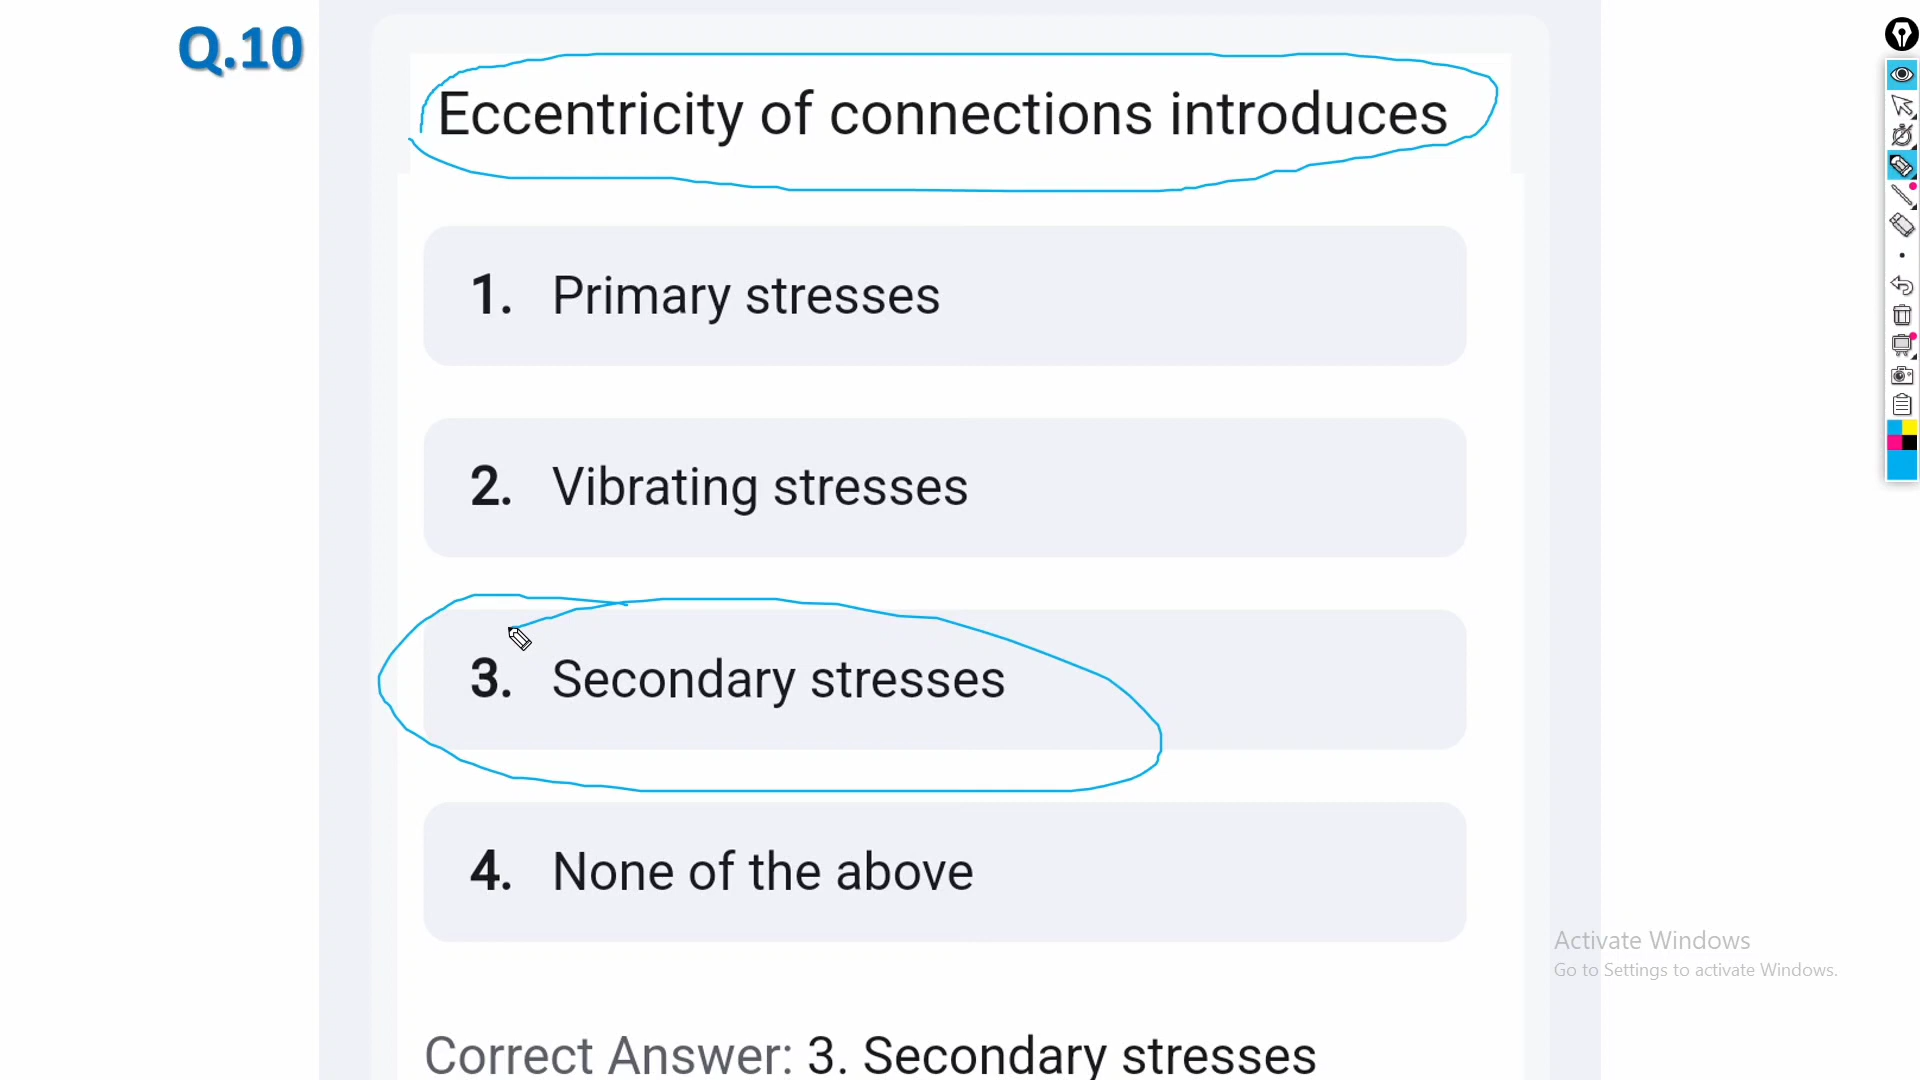 Q.10
Eccentricity of connections introduces
1. Primary stresses
2. Vibrating stresses
3. Secondary stresses
4. None of the above
Activate Windows
Go to Settings to activate Windows.
Correct Answer: 3. Secondary stresses